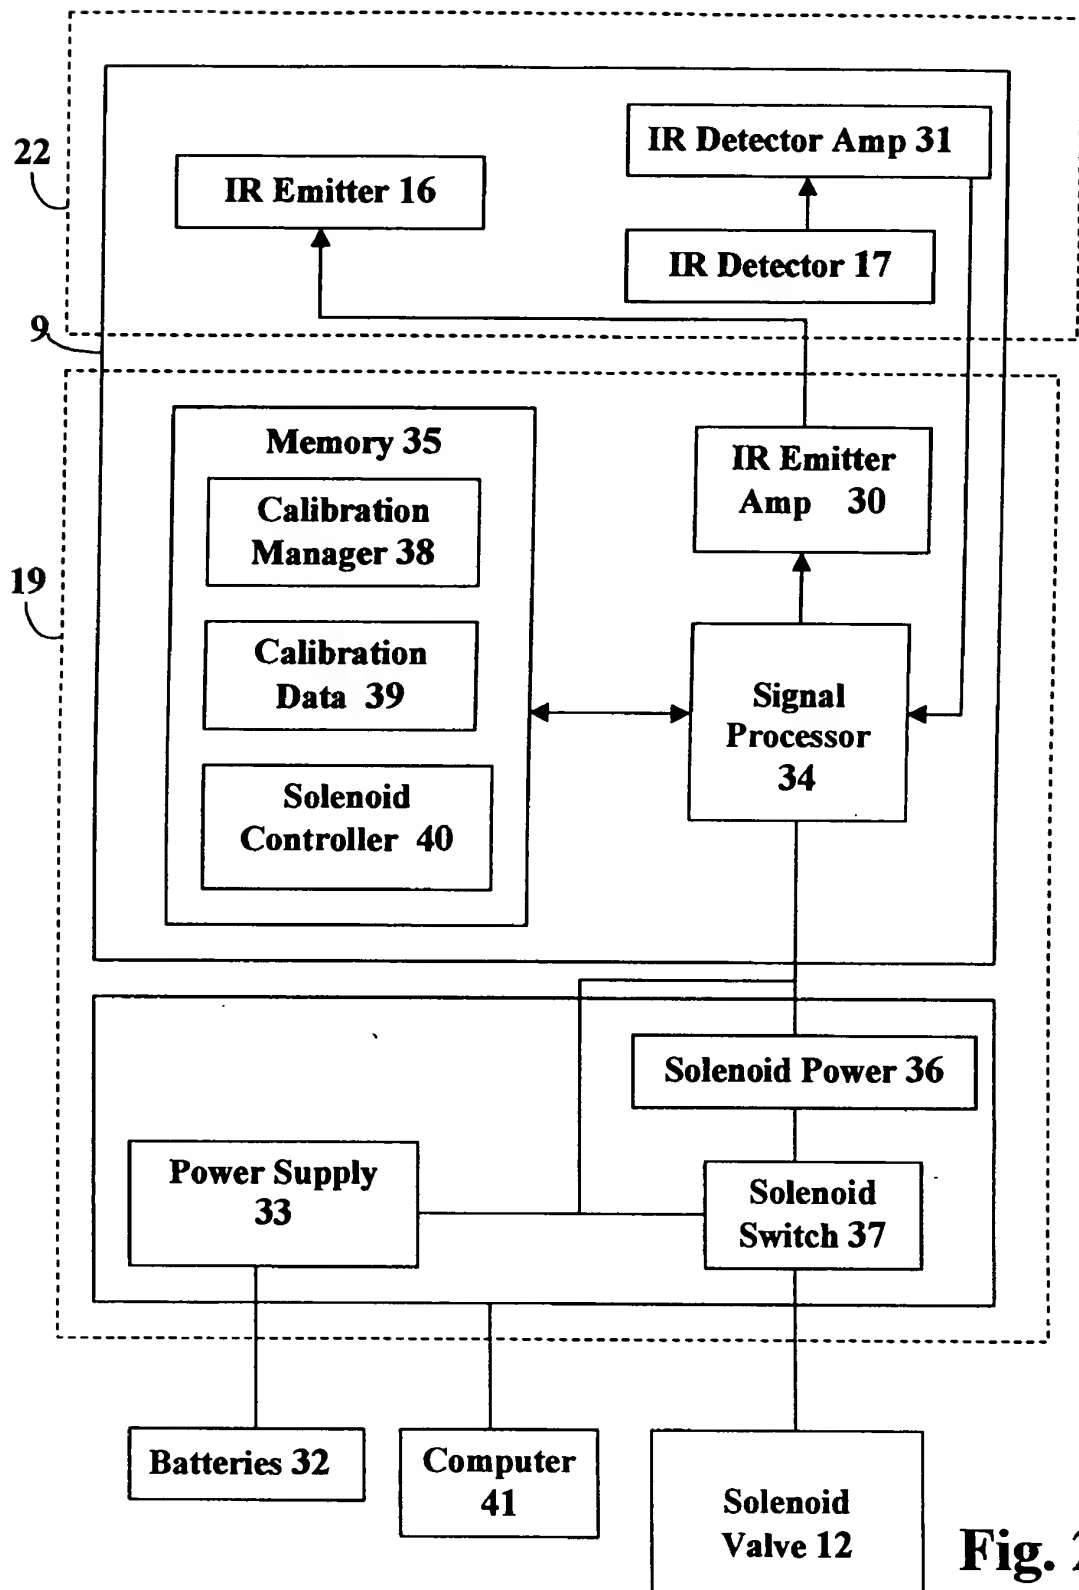 22
IR Emitter 16
IR Detector Amp 31
IR Detector 17
9
19
Memory 35
Calibration
Manager 38
Calibration
Data 39
Solenoid
Controller 40
IR Emitter
Amp 30
Signal
Processor
34
Solenoid Power 36
Power Supply
33
Solenoid
Switch 37
Batteries 32
Computer
41
Solenoid
Valve 12
Fig. 2